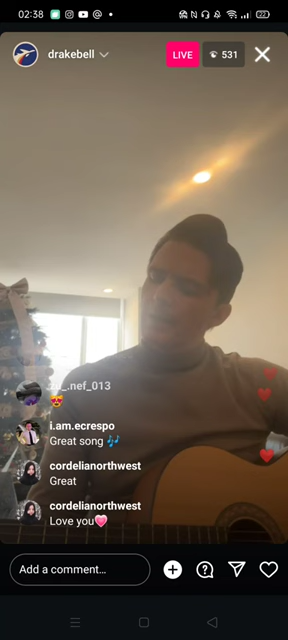 02:38
22
drakebell
LIVE
531
i.am.ecrespo
Great song 🎶
cordelianorthwest
Great
cordelianorthwest
Love you💗
Add a comment...